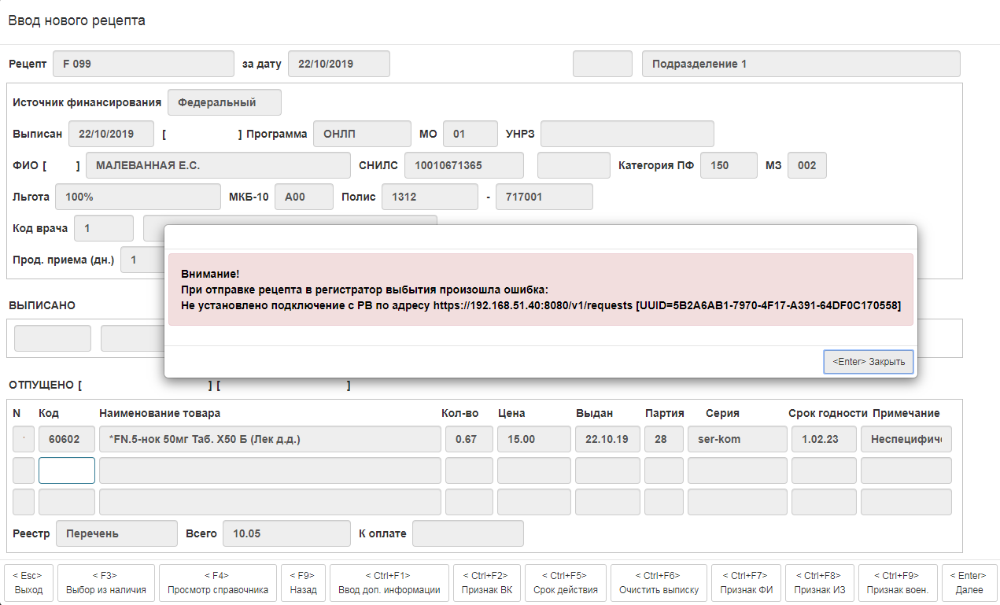 Ввод нового рецепта
Рецепт F 099 за дату 22/10/2019 Подразделение 1
Источник финансирования Федеральный
Выписан 22/10/2019 [ ] Программа ОНЛП МО 01 УНРЗ
ФИО [ ] МАЛЕВАННАЯ Е.С. СНИЛС 10010671365 Категория ПФ 150 МЗ 002
Льгота 100% МКБ-10 A00 Полис 1312 - 717001
Код врача 1
Прод. приема (дн.) 1
Внимание!
При отправке рецепта в регистратор выбытия произошла ошибка:
Не установлено подключение с РВ по адресу https://192.168.51.40:8080/v1/requests [UUID=5B2A6AB1-7970-4F17-A391-64DF0C170558]
<Enter> Закрыть
ВЫПИСАНО
ОТПУЩЕНО [ ] [ ]
N Код Наименование товара Кол-во Цена Выдан Партия Серия Срок годности Примечание
60602 *FN.5-нок 50мг Таб. Х50 Б (Лек д.д.) 0.67 15.00 22.10.19 28 ser-kom 1.02.23 Неспецифич
Реестр Перечень Всего 10.05 К оплате
< Esc> < F3> < F4> < F9> < Ctrl+F1> < Ctrl+F2> < Ctrl+F5> < Ctrl+F6> < Ctrl+F7> < Ctrl+F8> < Ctrl+F9> < Enter>
Выход Выбор из наличия Просмотр справочника Назад Ввод доп. информации Признак ВК Срок действия Очистить выписку Признак ФИ Признак ИЗ Признак воен. Далее